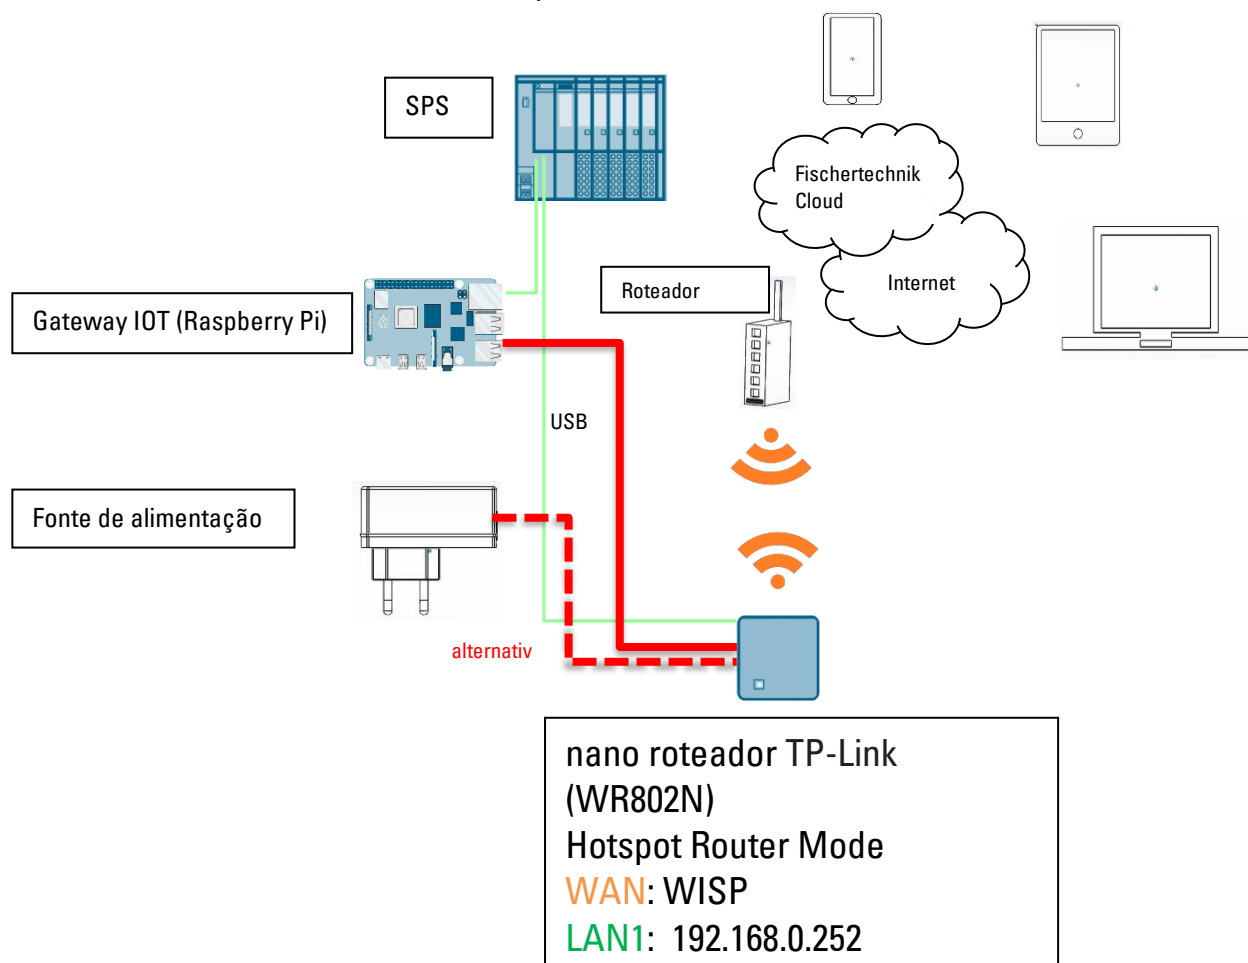 SPS
Fischertechnik
Cloud
Internet
Roteador
Gateway IOT (Raspberry Pi)
USB
Fonte de alimentação
alternativ
nano roteador TP-Link
(WR802N)
Hotspot Router Mode
WAN: WISP
LAN1: 192.168.0.252